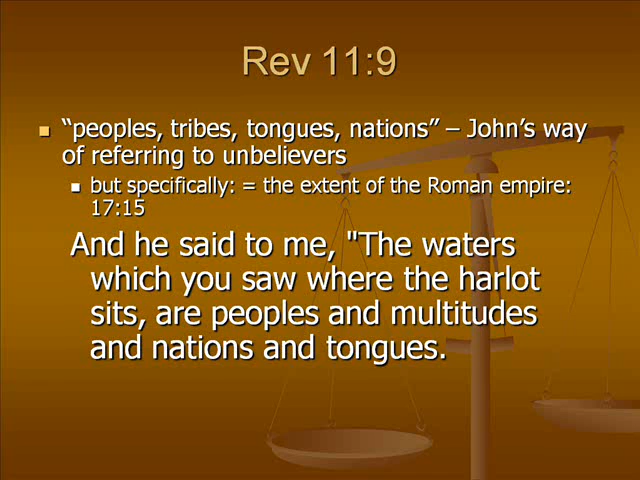 Rev 11:9
“peoples, tribes, tongues, nations” – John’s way
of referring to unbelievers
but specifically: = the extent of the Roman empire:
17:15
And he said to me, "The waters
which you saw where the harlot
sits, are peoples and multitudes
and nations and tongues.